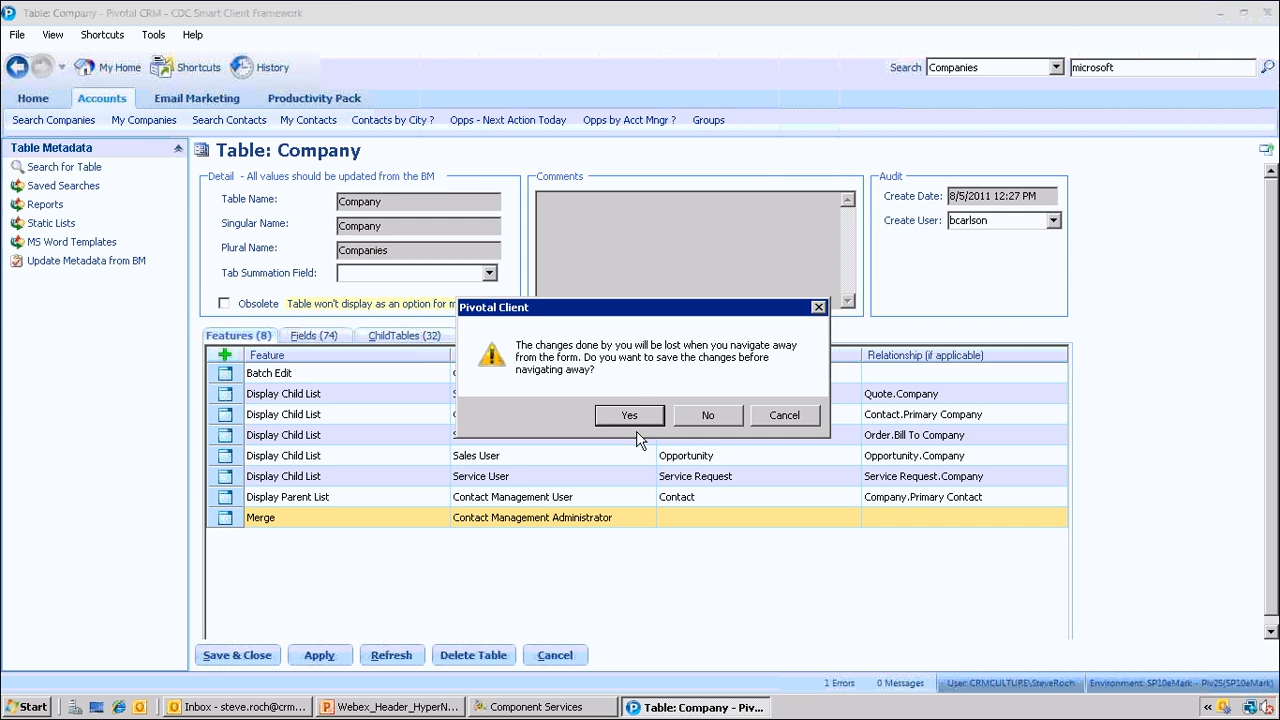 Table: Company - Pivotal CRM - CDC Smart Client Framework
File View Shortcuts Tools Help
My Home Shortcuts History Search Companies microsoft
Home Accounts Email Marketing Productivity Pack
Search Companies My Companies Search Contacts My Contacts Contacts by City ? Opps - Next Action Today Opps by Acct Mngr ? Groups
Table Metadata
Search for Table
Saved Searches
Reports
Static Lists
MS Word Templates
Update Metadata from BM
Table: Company
Detail - All values should be updated from the BM
Table Name: Company
Singular Name: Company
Plural Name: Companies
Tab Summation Field:
Obsolete Table won't display as an option for
Comments
Audit
Create Date: 8/5/2011 12:27 PM
Create User: bcarlson
Pivotal Client
The changes done by you will be lost when you navigate away
from the form. Do you want to save the changes before
navigating away?
Yes No Cancel
Features (8) Fields (74) ChildTables (32)
Feature Relationship (if applicable)
Batch Edit
Display Child List Quote.Company
Display Child List Contact.Primary Company
Display Child List Order.Bill To Company
Display Child List Sales User Opportunity Opportunity.Company
Display Child List Service User Service Request Service Request.Company
Display Parent List Contact Management User Contact Company.Primary Contact
Merge Contact Management Administrator
Save & Close Apply Refresh Delete Table Cancel
1 Errors 0 Messages User: CRMCULTURE\SteveRoch Environment: SP10eMark - Piv25(SP10eMark)
Start Inbox - steve.roch@crm... Webex_Header_HyperN... Component Services Table: Company - Piv...